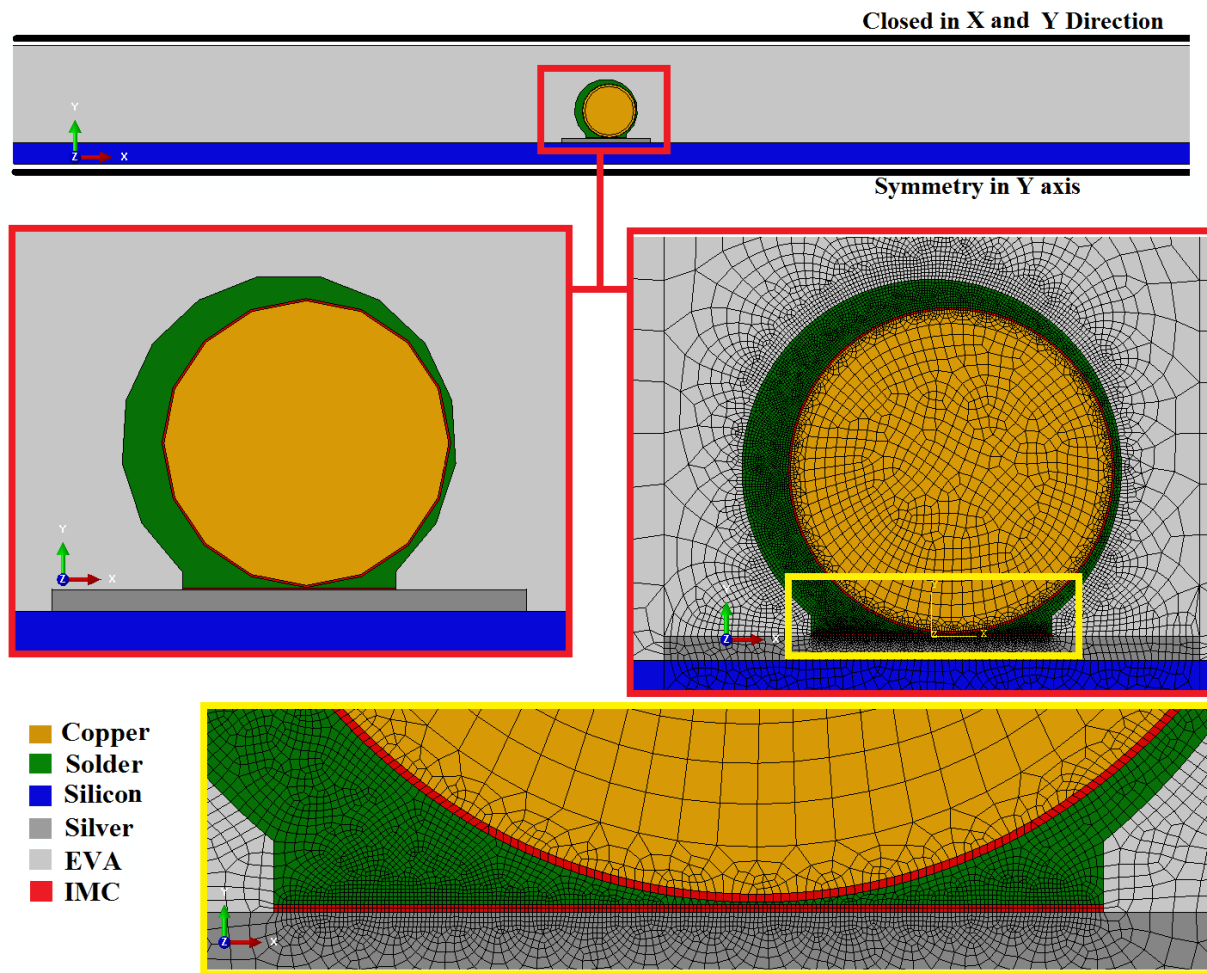 Closed in X and Y Direction
Y
Z X
Symmetry in Y axis
Y
Z X
Y
Z X
Z X
Copper
Solder
Silicon
Silver
EVA
IMC
Y
Z X